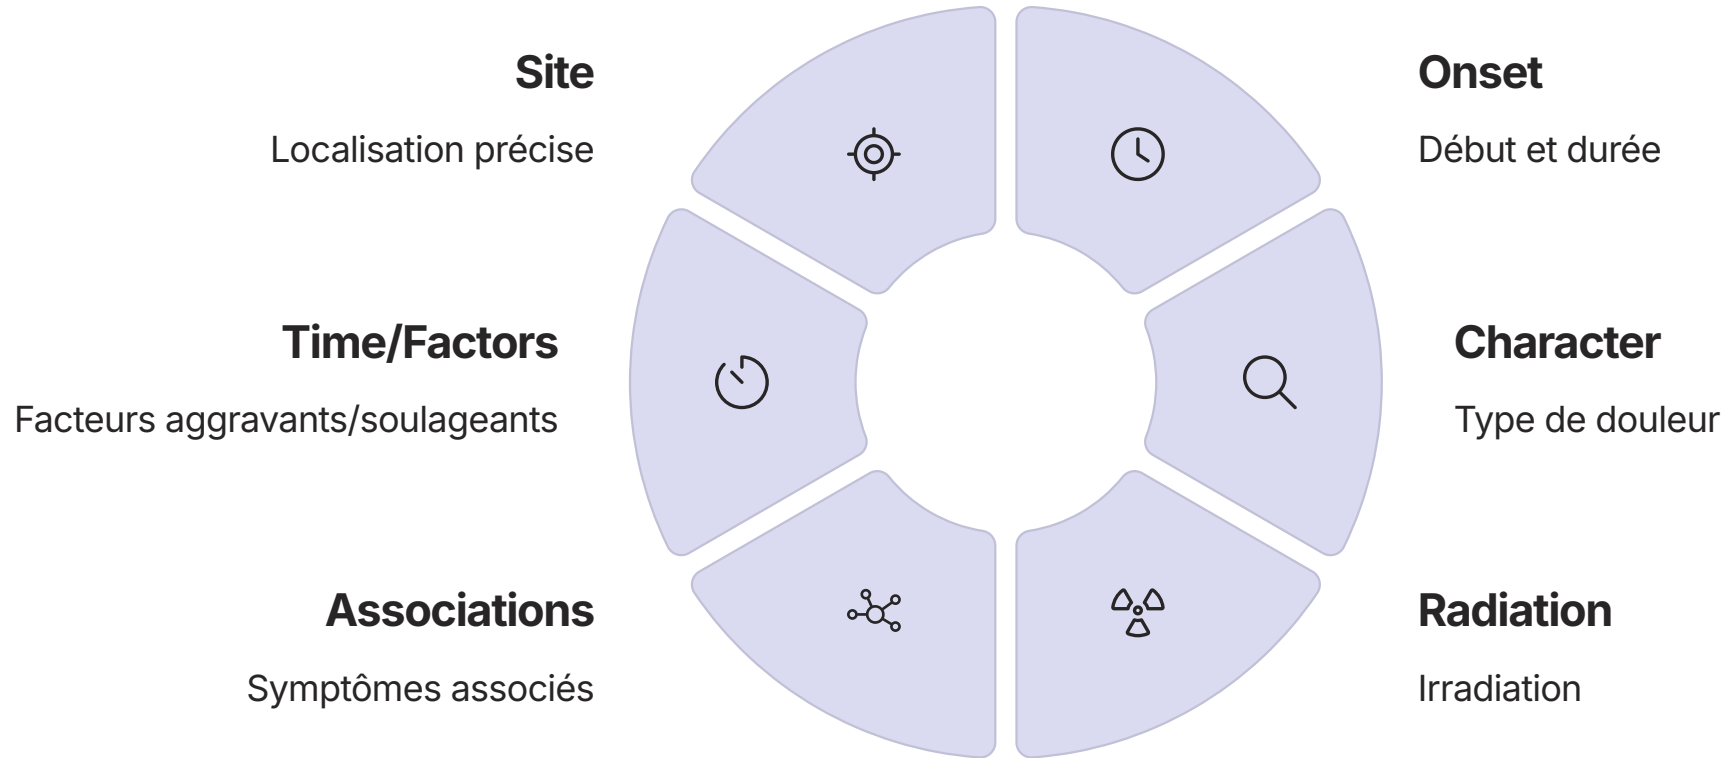 Site
Localisation précise
Onset
Début et durée
Time/Factors
Facteurs aggravants/soulageants
Character
Type de douleur
Associations
Symptômes associés
Radiation
Irradiation